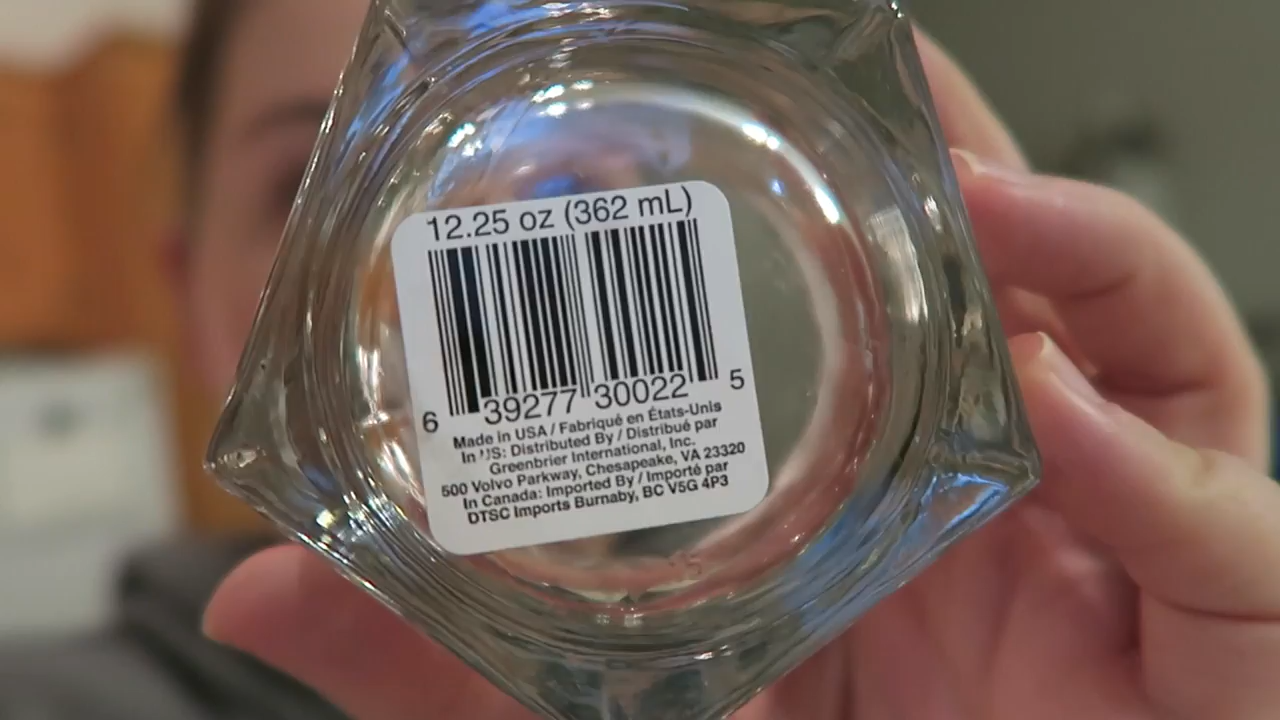 12.25 oz (362 mL)
6 39277 30022 5
Made in USA / Fabriqué en États-Unis
In US: Distributed By / Distribué par
Greenbrier International, Inc.
500 Volvo Parkway, Chesapeake, VA 23320
In Canada: Imported By / Importé par
DTSC Imports Burnaby, BC V5G 4P3